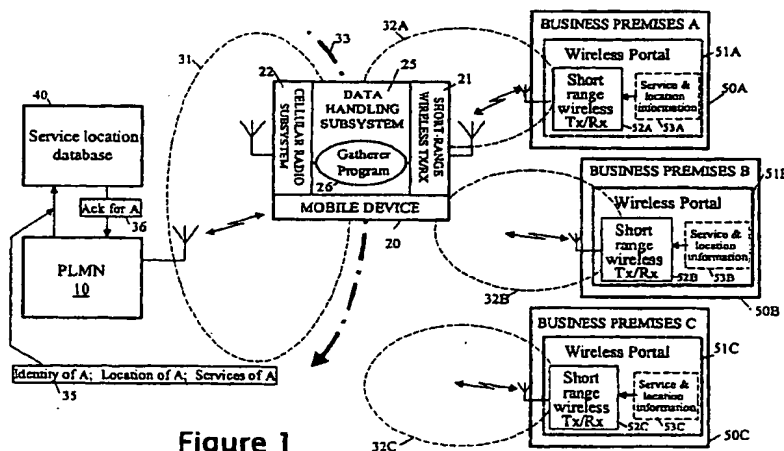 BUSINESS PREMISES A
Wireless Portal
51A
Short
range
wireless
Tx/Rx
Service &
location
information
50A
52A
53A
31
33
32A
22
25
21
CELLULAR RADIO
SUBSYSTEM
DATA
HANDLING
SUBSYSTEM
SHORT-RANGE
WIRELESS TX/RX
Gatherer
Program
26
MOBILE DEVICE
20
40
Service location
database
Ack for A
36
PLMN
10
Identity of A; Location of A; Services of A
35
BUSINESS PREMISES B
Wireless Portal
Short
range
wireless
Tx/Rx
Service &
location
information
52B
53B
50B
32B
BUSINESS PREMISES C
Wireless Portal
51C
Short
range
wireless
Tx/Rx
Service &
location
information
52C
53C
50C
32C
Figure 1